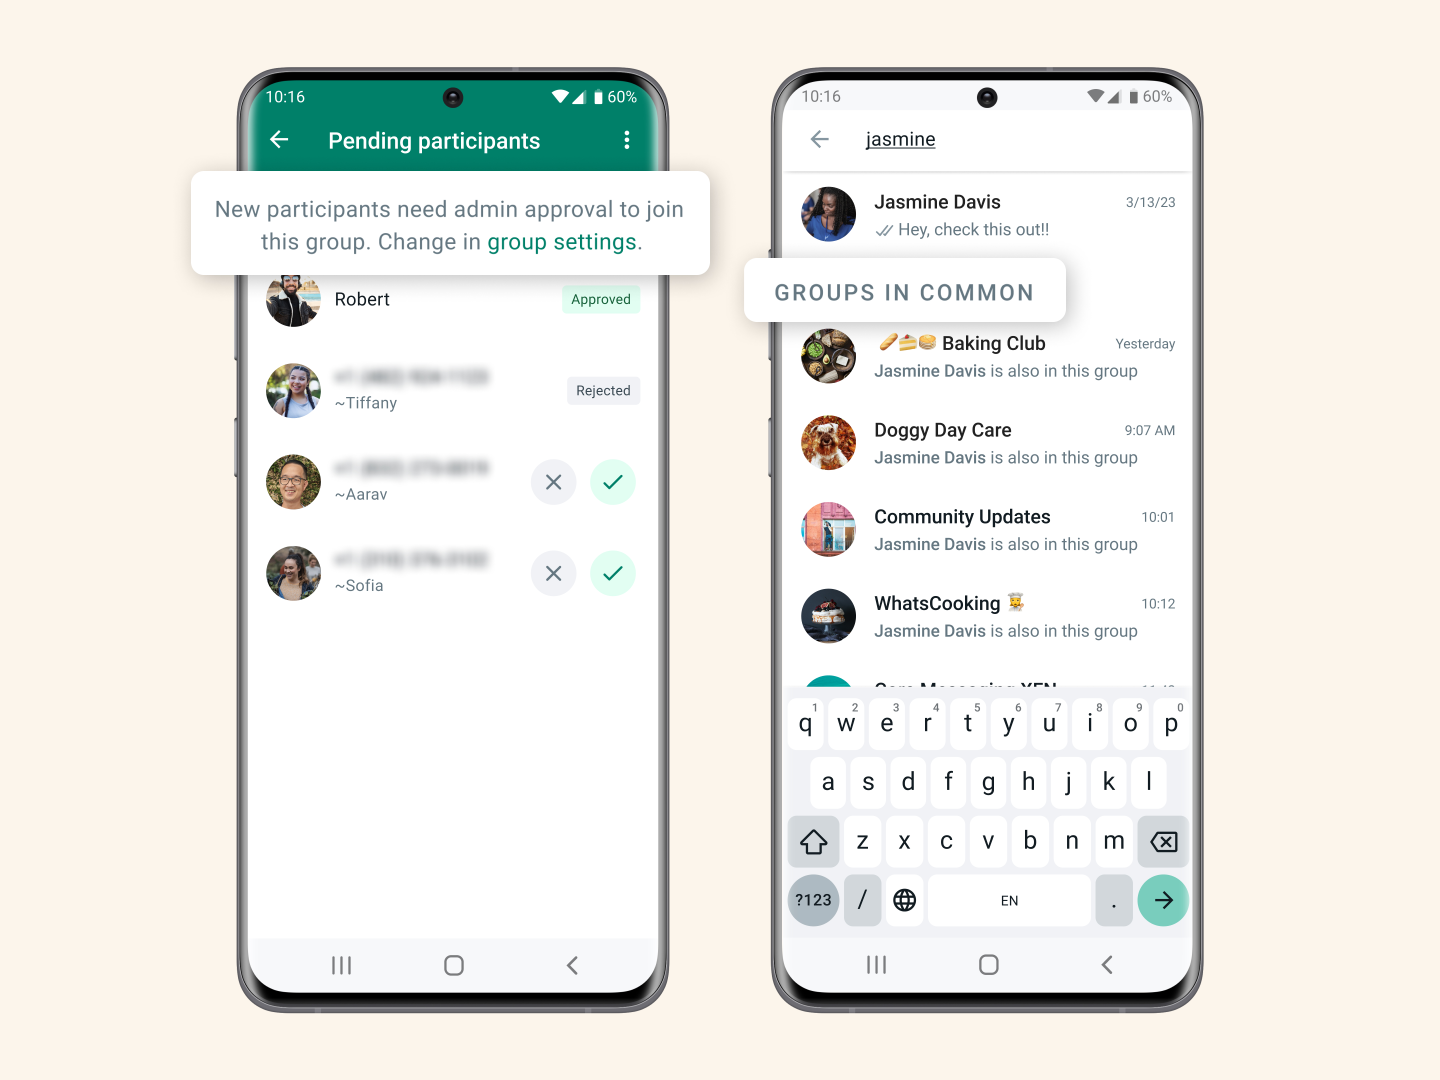 10:16
60%
Pending participants
New participants need admin approval to join
this group. Change in group settings.
Robert
Approved
~Tiffany
Rejected
~Aarav
~Sofia
10:16
60%
jasmine
Jasmine Davis
3/13/23
Hey, check this out!!
GROUPS IN COMMON
Baking Club
Yesterday
Jasmine Davis is also in this group
Doggy Day Care
9:07 AM
Jasmine Davis is also in this group
Community Updates
10:01
Jasmine Davis is also in this group
WhatsCooking
10:12
Jasmine Davis is also in this group
1 2 3 4 5 6 7 8 9 0
q w e r t y u i o p
a s d f g h j k l
z x c v b n m
?123 / EN .